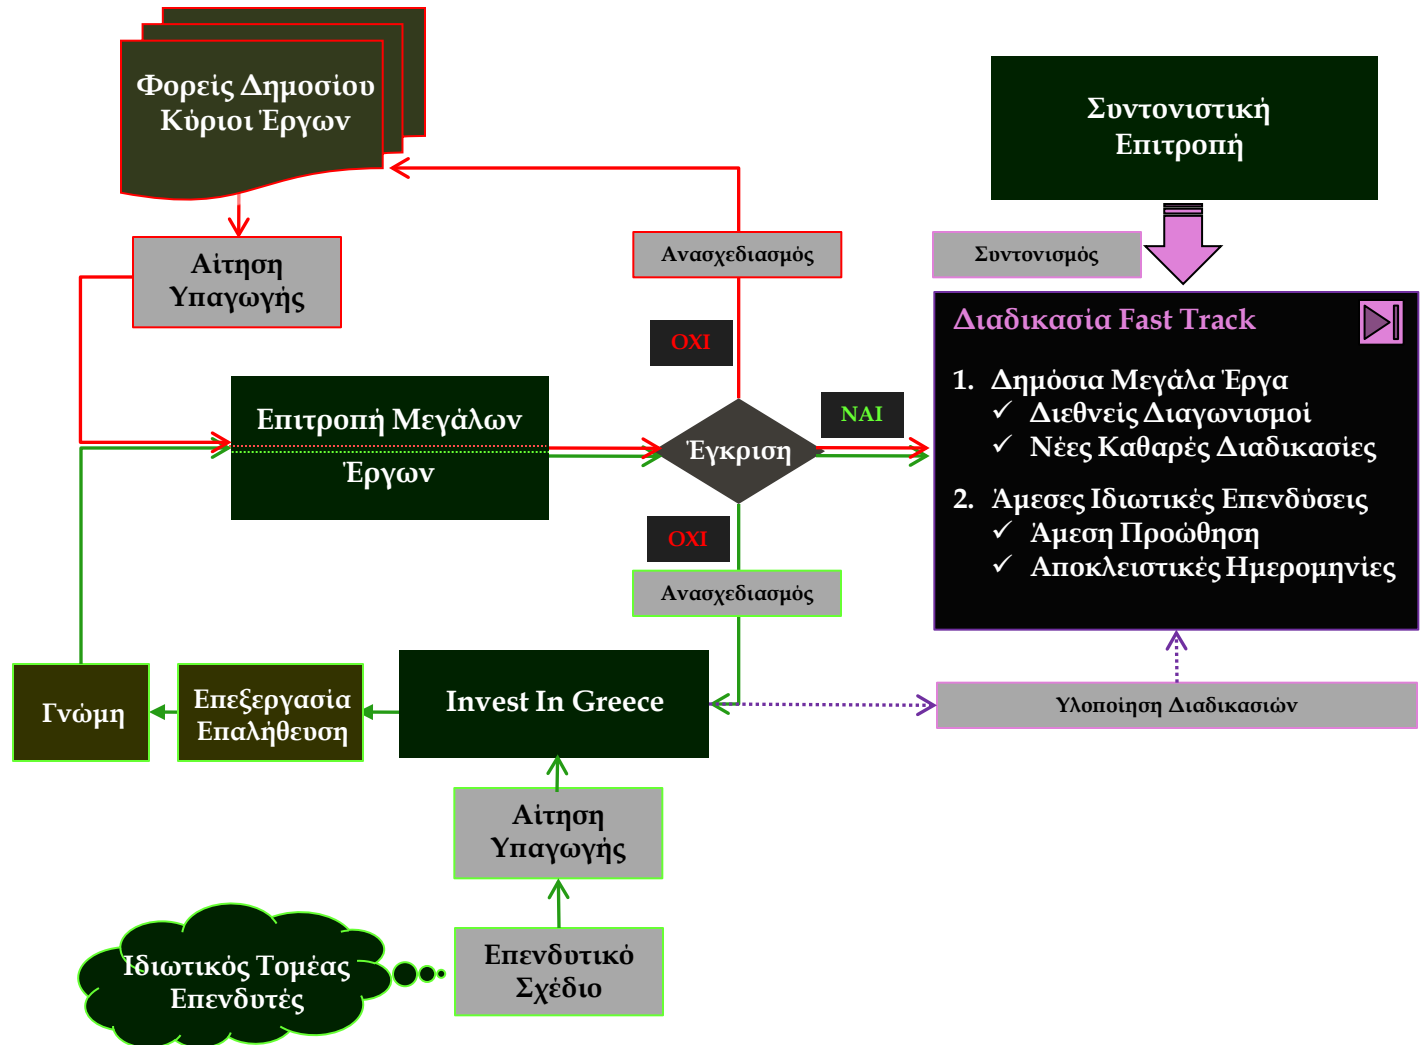 Φορείς Δημοσίου
Κύριοι Έργων
Συντονιστική
Επιτροπή
Αίτηση
Υπαγωγής
Ανασχεδιασμός
Συντονισμός
ΟΧΙ
Διαδικασία Fast Track
1. Δημόσια Μεγάλα Έργα
✓ Διεθνείς Διαγωνισμοί
✓ Νέες Καθαρές Διαδικασίες
2. Άμεσες Ιδιωτικές Επενδύσεις
✓ Άμεση Προώθηση
✓ Αποκλειστικές Ημερομηνίες
Επιτροπή Μεγάλων
Έργων
Έγκριση
ΝΑΙ
ΟΧΙ
Ανασχεδιασμός
Γνώμη
Επεξεργασία
Επαλήθευση
Invest In Greece
Υλοποίηση Διαδικασιών
Αίτηση
Υπαγωγής
Ιδιωτικός Τομέας
Επενδυτές
Επενδυτικό
Σχέδιο